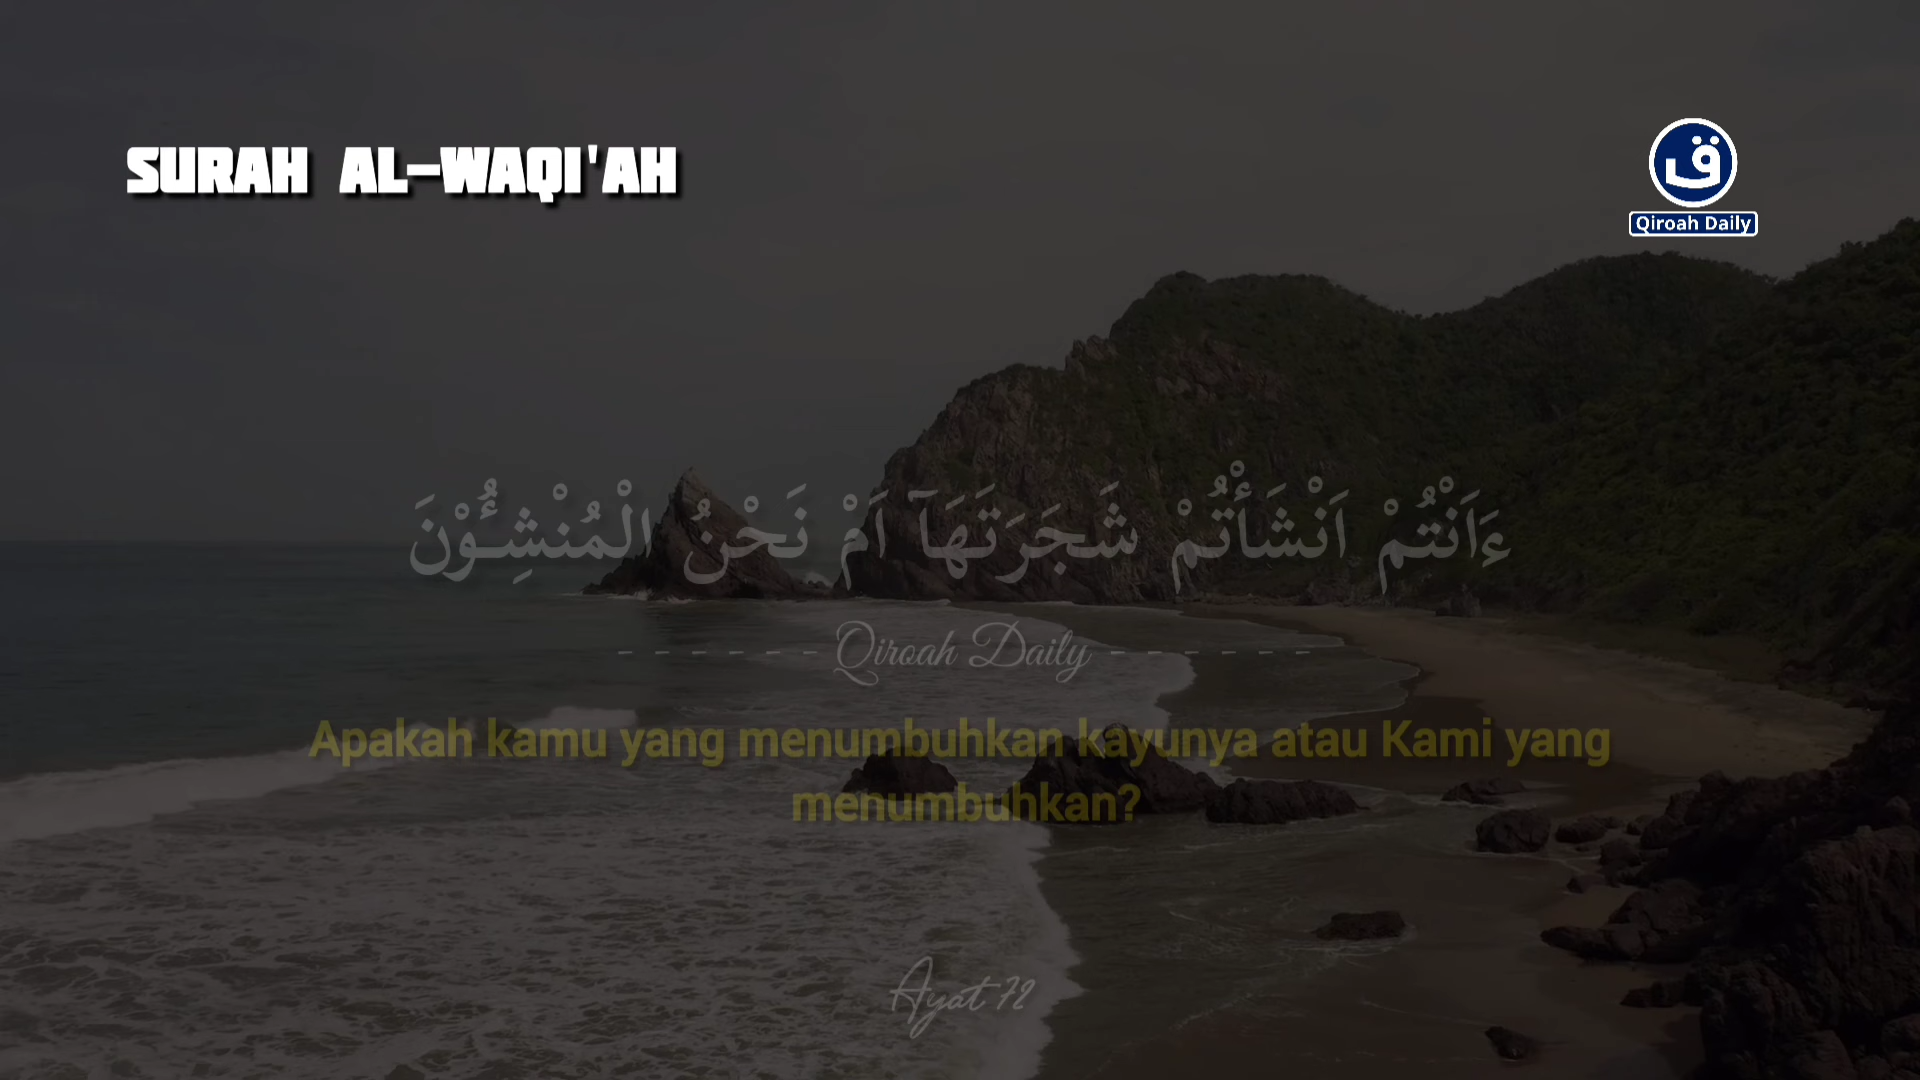 SURAH AL-WAQI'AH
ق
Qiroah Daily
ءَاَنْتُمْ اَنْشَأْتُمْ شَجَرَتَهَآ اَمْ نَحْنُ الْمُنْشِـُٔوْنَ
- - - - - - - Qiroah Daily - - - - - - -
Apakah kamu yang menumbuhkan kayunya atau Kami yang
menumbuhkan?
Ayat 72